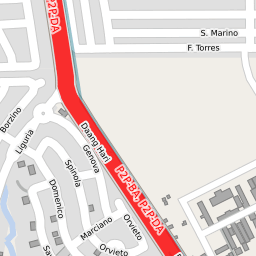 P2P-DA
S. Marino
F. Torres
Borzino
Liguria
Daang Hari
Genova
Spinola
Domenico
P2P-BA, P2P-DA
Orvieto
Marciano
Orvieto